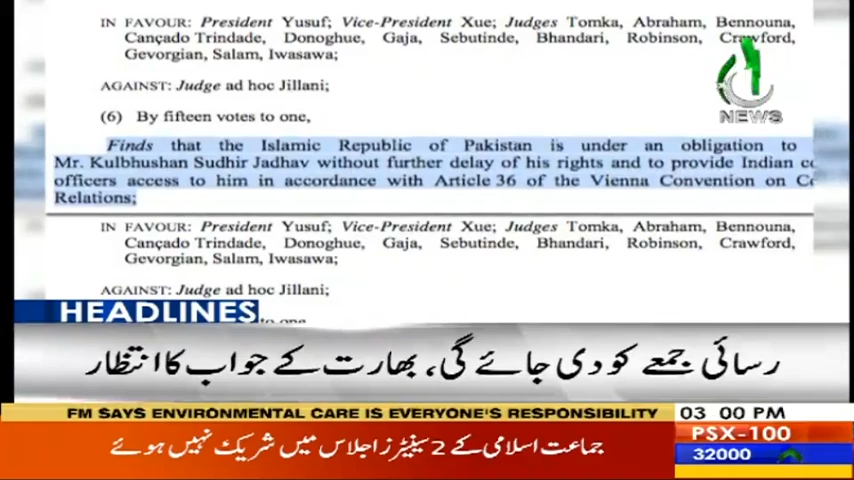 IN FAVOUR: President Yusuf; Vice-President Xue; Judges Tomka, Abraham, Bennouna,
Cançado Trindade, Donoghue, Gaja, Sebutinde, Bhandari, Robinson, Crawford,
Gevorgian, Salam, Iwasawa;
AGAINST: Judge ad hoc Jillani;
(6) By fifteen votes to one,
Finds that the Islamic Republic of Pakistan is under an obligation to
Mr. Kulbhushan Sudhir Jadhav without further delay of his rights and to provide Indian
officers access to him in accordance with Article 36 of the Vienna Convention on
Relations;
IN FAVOUR: President Yusuf; Vice-President Xue; Judges Tomka, Abraham, Bennouna,
Cançado Trindade, Donoghue, Gaja, Sebutinde, Bhandari, Robinson, Crawford,
Gevorgian, Salam, Iwasawa;
AGAINST: Judge ad hoc Jillani;
to one
NEWS
HEADLINES
رسائی جمعے کو دی جائے گی، بھارت کے جواب کا انتظار
FM SAYS ENVIRONMENTAL CARE IS EVERYONE'S RESPONSIBILITY
03 00 PM
جماعت اسلامی کے 2 سینیٹرز اجلاس میں شریک نہیں ہوئے
PSX-100
32000